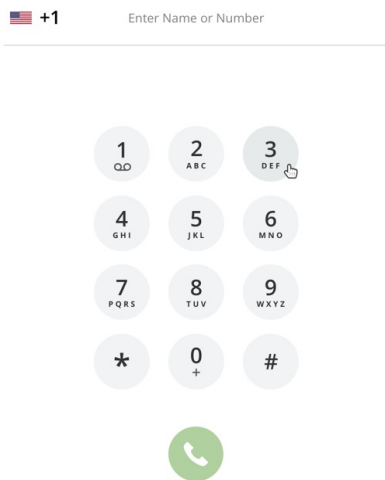 +1 Enter Name or Number
1 2 3
ABC DEF
4 5 6
GHI JKL MNO
7 8 9
PQRS TUV WXYZ
* 0 #
+